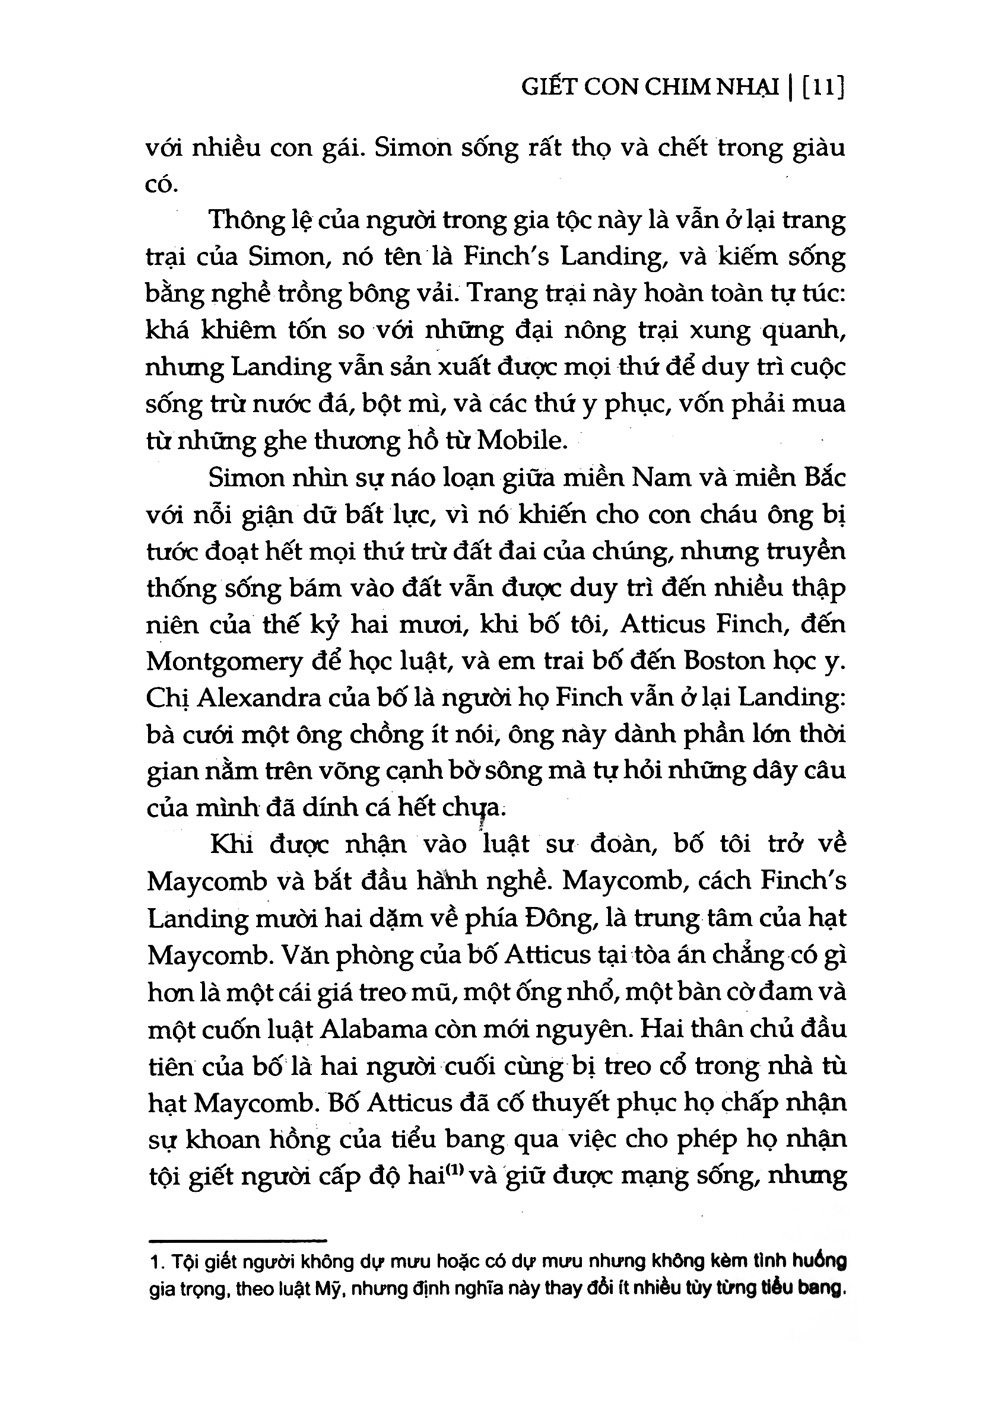 GIẾT CON CHIM NHẠI | [11]
với nhiều con gái. Simon sống rất thọ và chết trong giàu
có.
Thông lệ của người trong gia tộc này là vẫn ở lại trang
trại của Simon, nó tên là Finch's Landing, và kiếm sống
bằng nghề trồng bông vải. Trang trại này hoàn toàn tự túc:
khá khiêm tốn so với những đại nông trại xung quanh,
nhưng Landing vẫn sản xuất được mọi thứ để duy trì cuộc
sống trừ nước đá, bột mì, và các thứ y phục, vốn phải mua
từ những ghe thương hồ từ Mobile.
Simon nhìn sự náo loạn giữa miền Nam và miền Bắc
với nỗi giận dữ bất lực, vì nó khiến cho con cháu ông bị
tước đoạt hết mọi thứ trừ đất đai của chúng, nhưng truyền
thống sống bám vào đất vẫn được duy trì đến nhiều thập
niên của thế kỷ hai mươi, khi bố tôi, Atticus Finch, đến
Montgomery để học luật, và em trai bố đến Boston học y.
Chị Alexandra của bố là người họ Finch vẫn ở lại Landing:
bà cưới một ông chồng ít nói, ông này dành phần lớn thời
gian nằm trên võng cạnh bờ sông mà tự hỏi những dây câu
của mình đã dính cá hết chưa.
Khi được nhận vào luật sư đoàn, bố tôi trở về
Maycomb và bắt đầu hành nghề. Maycomb, cách Finch's
Landing mười hai dặm về phía Đông, là trung tâm của hạt
Maycomb. Văn phòng của bố Atticus tại tòa án chẳng có gì
hơn là một cái giá treo mũ, một ống nhổ, một bàn cờ đam và
một cuốn luật Alabama còn mới nguyên. Hai thân chủ đầu
tiên của bố là hai người cuối cùng bị treo cổ trong nhà tù
hạt Maycomb. Bố Atticus đã cố thuyết phục họ chấp nhận
sự khoan hồng của tiểu bang qua việc cho phép họ nhận
tội giết người cấp độ hai(1) và giữ được mạng sống, nhưng
1. Tội giết người không dự mưu hoặc có dự mưu nhưng không kèm tình huống
gia trọng, theo luật Mỹ, nhưng định nghĩa này thay đổi ít nhiều tùy từng tiểu bang.